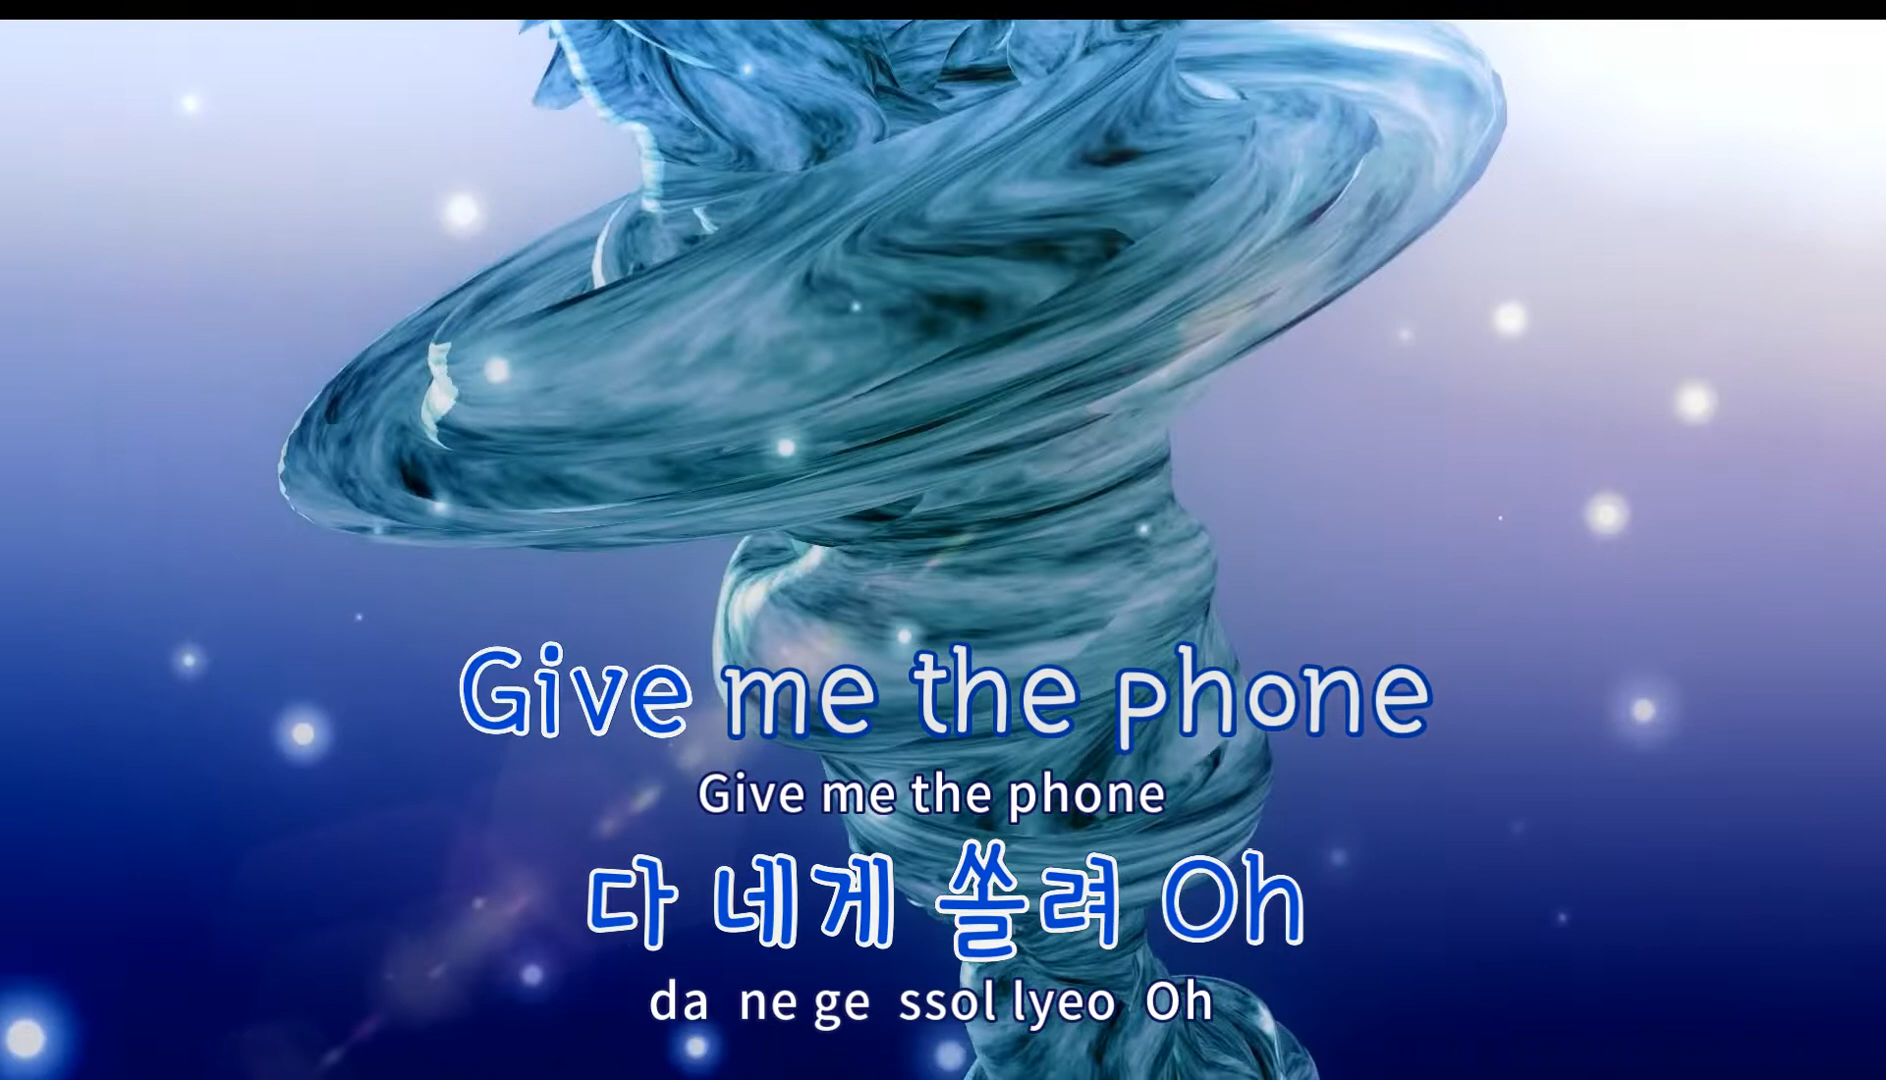 Give me the phone
Give me the phone
다 네게 쏠려 Oh
da ne ge ssol lyeo Oh